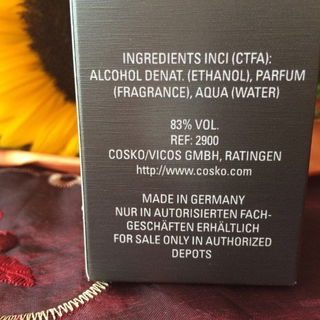 INGREDIENTS INCI (CTFA):
ALCOHOL DENAT. (ETHANOL), PARFUM
(FRAGRANCE), AQUA (WATER)
83% VOL.
REF: 2900
COSKO/VICOS GMBH, RATINGEN
http://www.cosko.com
MADE IN GERMANY
NUR IN AUTORISIERTEN FACH-
GESCHÄFTEN ERHÄLTLICH
FOR SALE ONLY IN AUTHORIZED
DEPOTS